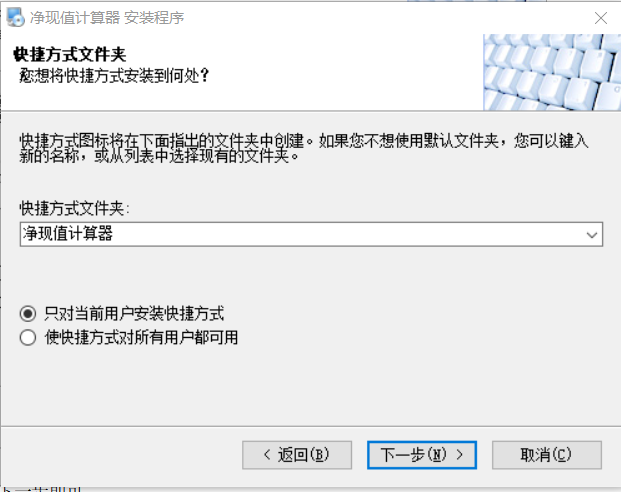 净现值计算器 安装程序
快捷方式文件夹
您想将快捷方式安装到何处？
快捷方式图标将在下面指出的文件夹中创建。如果您不想使用默认文件夹，您可以键入
新的名称，或从列表中选择现有的文件夹。
快捷方式文件夹:
净现值计算器
只对当前用户安装快捷方式
使快捷方式对所有用户都可用
< 返回(B)
下一步(N) >
取消(C)